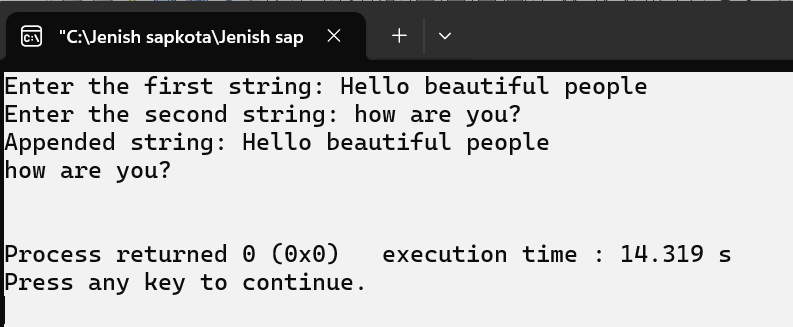 "C:\Jenish sapkota\Jenish sap
Enter the first string: Hello beautiful people
Enter the second string: how are you?
Appended string: Hello beautiful people
how are you?
Process returned 0 (0x0)   execution time : 14.319 s
Press any key to continue.